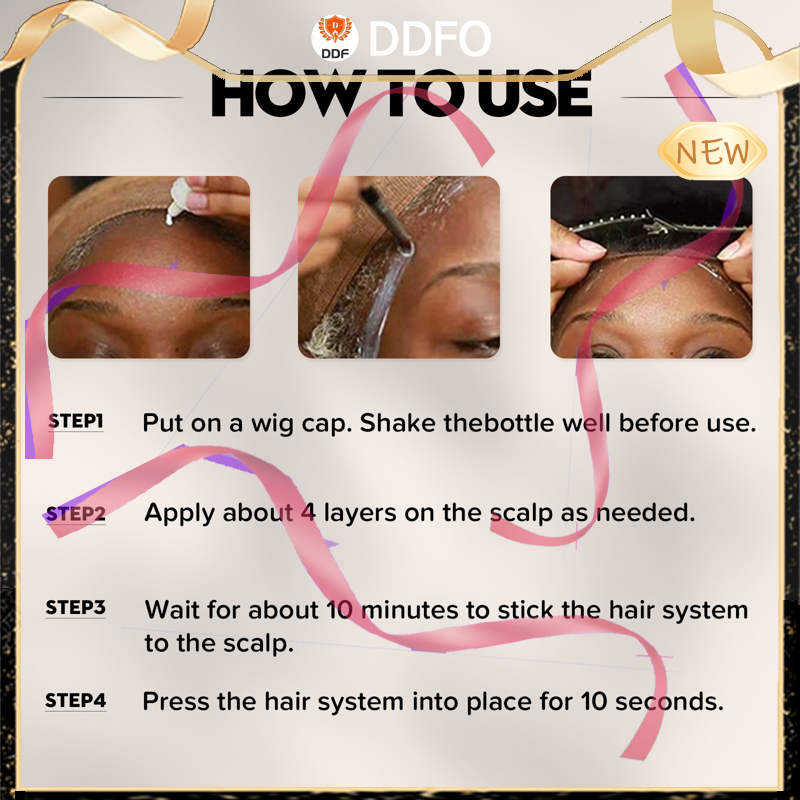 DDF
DDFO
HOW TO USE
NEW
STEP1 Put on a wig cap. Shake thebottle well before use.
STEP2 Apply about 4 layers on the scalp as needed.
STEP3 Wait for about 10 minutes to stick the hair system
to the scalp.
STEP4 Press the hair system into place for 10 seconds.